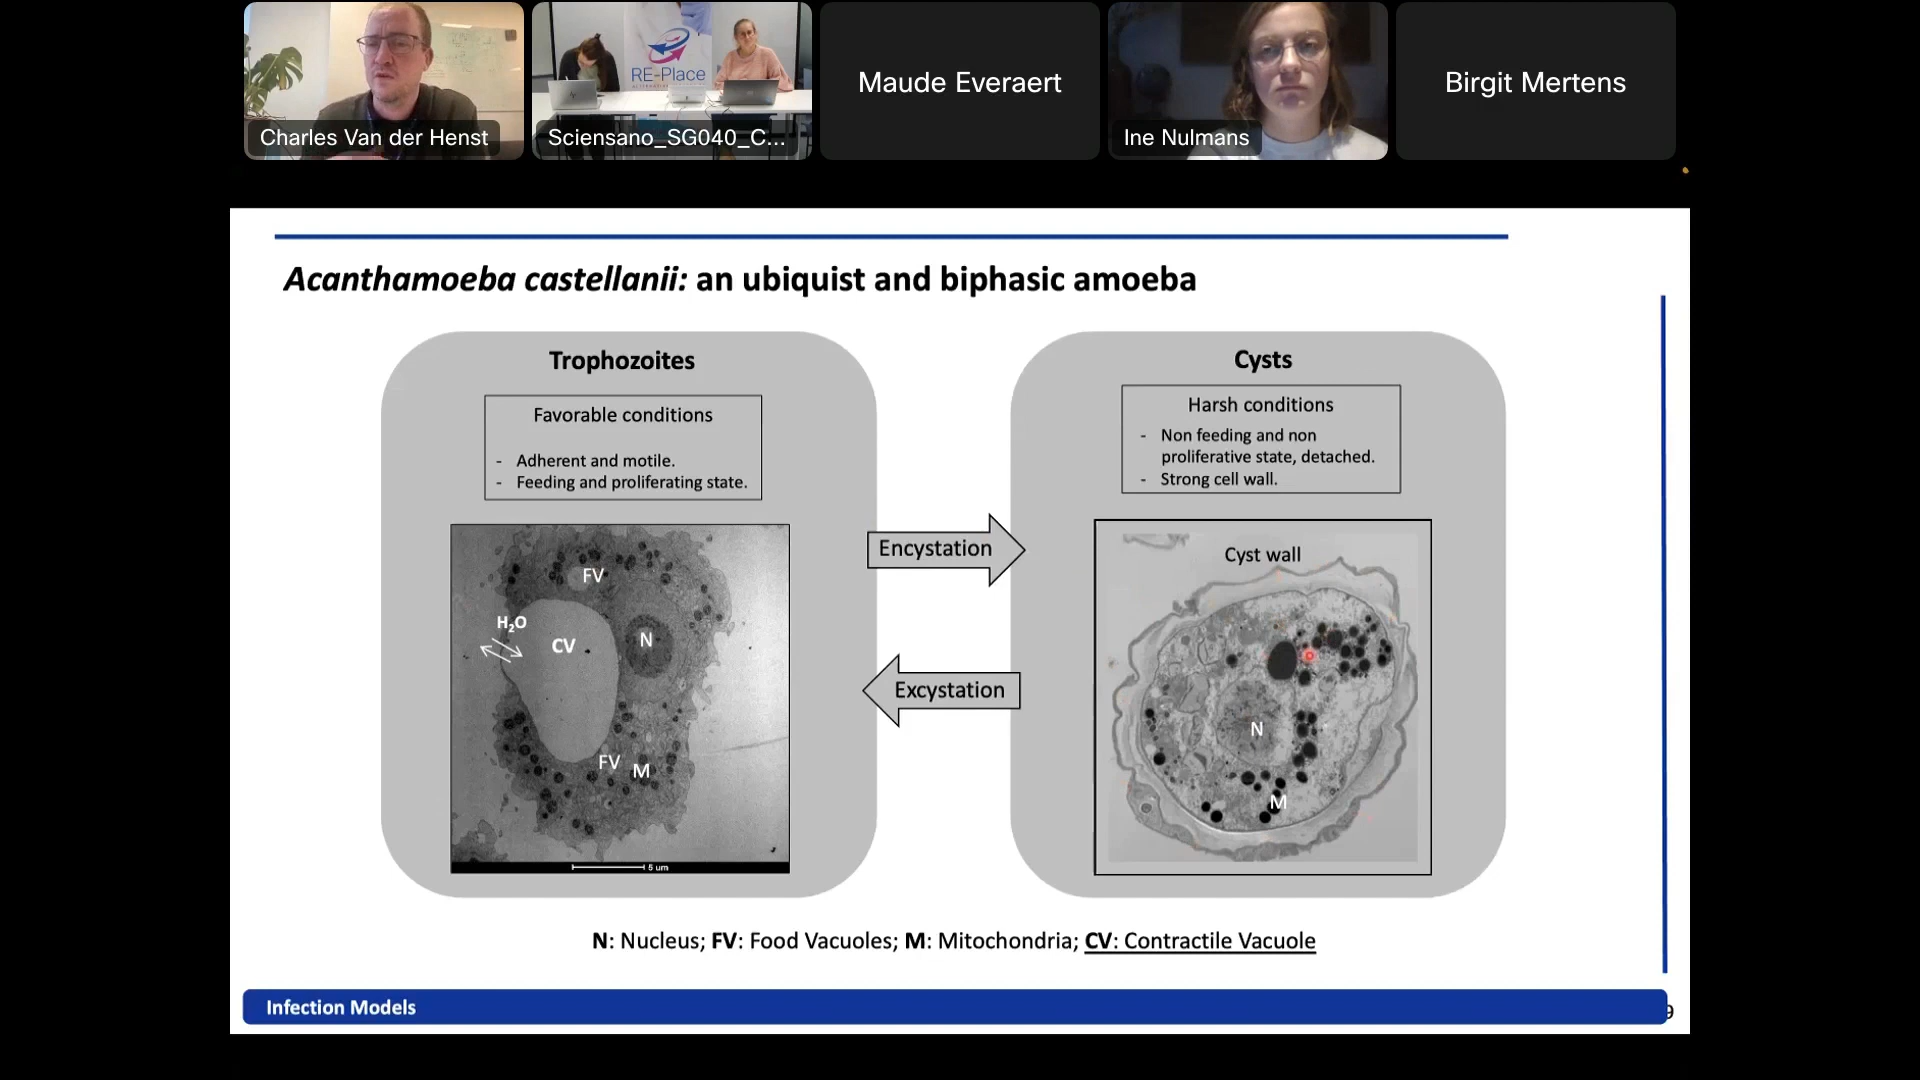 Charles Van der Henst
RE-Place
Sciensano_SG040_C...
Maude Everaert
Ine Nulmans
Birgit Mertens
Acanthamoeba castellanii: an ubiquist and biphasic amoeba
Trophozoites
Favorable conditions
- Adherent and motile.
- Feeding and proliferating state.
FV
H₂O
CV
N
FV
M
5 um
Encystation
Excystation
Cysts
Harsh conditions
- Non feeding and non
proliferative state, detached.
- Strong cell wall.
Cyst wall
N
M
N: Nucleus; FV: Food Vacuoles; M: Mitochondria; CV: Contractile Vacuole
Infection Models
9